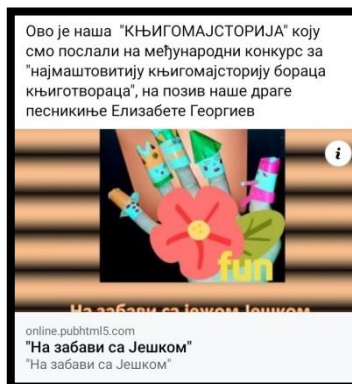 Ово је наша "КЊИГОМАЈСТОРИЈА" коју
смо послали на међународни конкурс за
"најмаштовитију књигомајсторију бораца
књиготвораца", на позив наше драге
песникиње Елизабете Георгиев
i
fun
На забави са јежом Јешком
online.pubhtml5.com
"На забави са Јешком"
"На забави са Јешком"